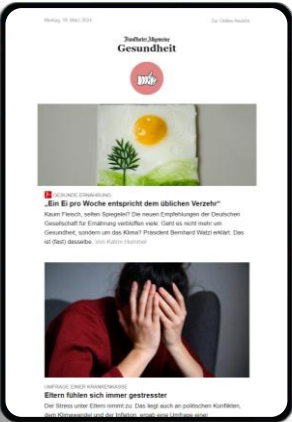 Montag, 18. März 2024
Zur Online-Ansicht
Frankfurter Allgemeine
Gesundheit
GESUNDE ERNÄHRUNG
„Ein Ei pro Woche entspricht dem üblichen Verzehr“
Kaum Fleisch, selten Spiegelei? Die neuen Empfehlungen der Deutschen
Gesellschaft für Ernährung verblüffen viele. Geht es nicht mehr um
Gesundheit, sondern um das Klima? Präsident Bernhard Watzl erklärt: Das
ist (fast) dasselbe. Von Katrin Hummel
UMFRAGE EINER KRANKENKASSE
Eltern fühlen sich immer gestresster
Der Stress unter Eltern nimmt zu. Das liegt auch an politischen Konflikten,
dem Klimawandel und der Inflation, ergab eine Umfrage einer